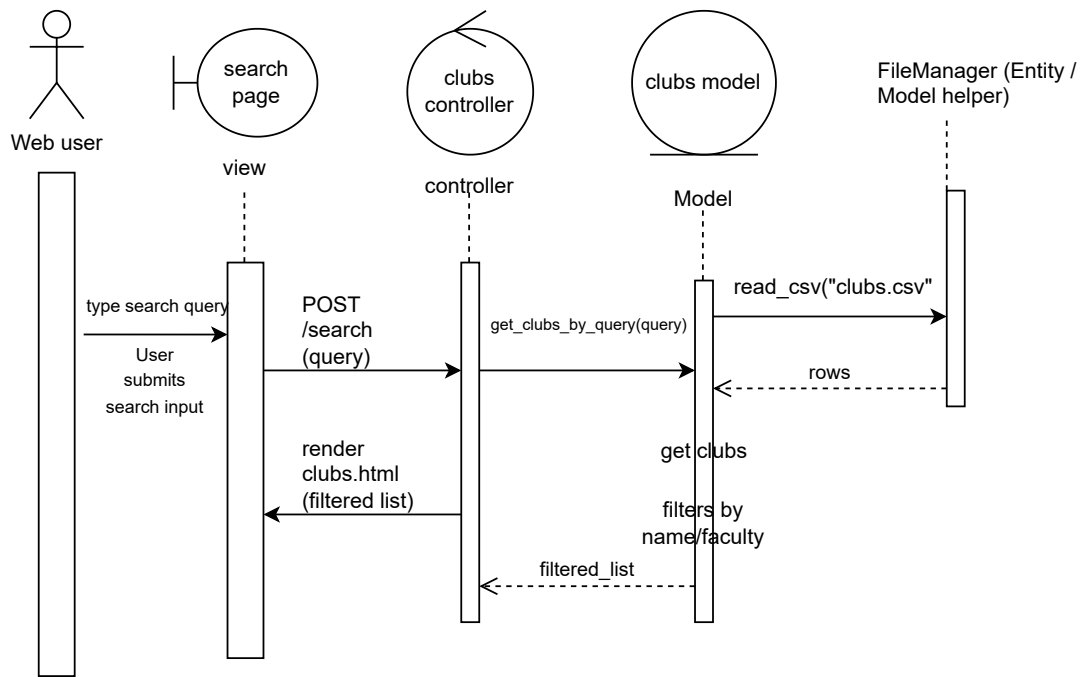 search
page
clubs
controller
clubs model
FileManager (Entity /
Model helper)
Web user
view
controller
Model
type search query
User
submits
search input
POST
/search
(query)
get_clubs_by_query(query)
read_csv("clubs.csv"
rows
render
clubs.html
(filtered list)
get clubs
filters by
name/faculty
filtered_list